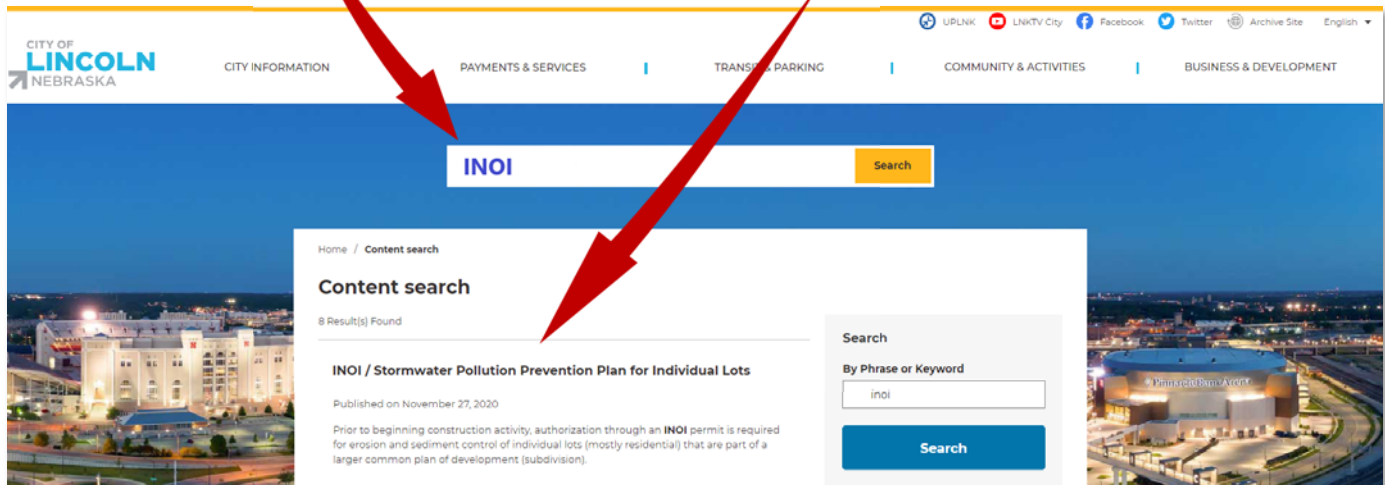 UPLNK LNKTV City Facebook Twitter Archive Site English
CITY OF
LINCOLN
NEBRASKA
CITY INFORMATION PAYMENTS & SERVICES TRANSIT & PARKING COMMUNITY & ACTIVITIES BUSINESS & DEVELOPMENT
INOI Search
Home / Content search
Content search
8 Result(s) Found
Search
INOI / Stormwater Pollution Prevention Plan for Individual Lots
By Phrase or Keyword
inoi
Published on November 27, 2020
Prior to beginning construction activity, authorization through an INOI permit is required
for erosion and sediment control of individual lots (mostly residential) that are part of a
larger common plan of development (subdivision).
Search
Pinnacle Bank Arena
N